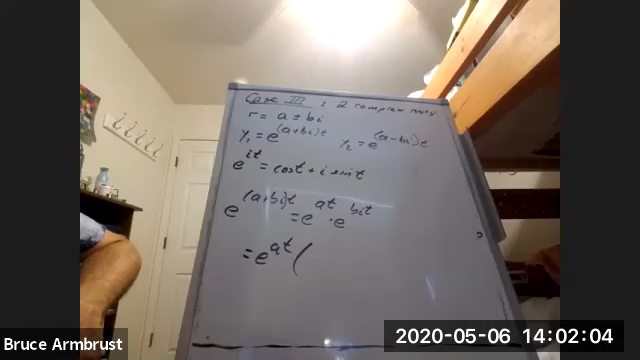 Case III : 2 complex roots
r = a ± bi
y₁ = e^(a+bi)t y₂ = e^(a-bi)t
e^it = cost + i sint
e^(a+bi)t = e^at · e^bit
= e^at (
Bruce Armbrust
2020-05-06 14:02:04